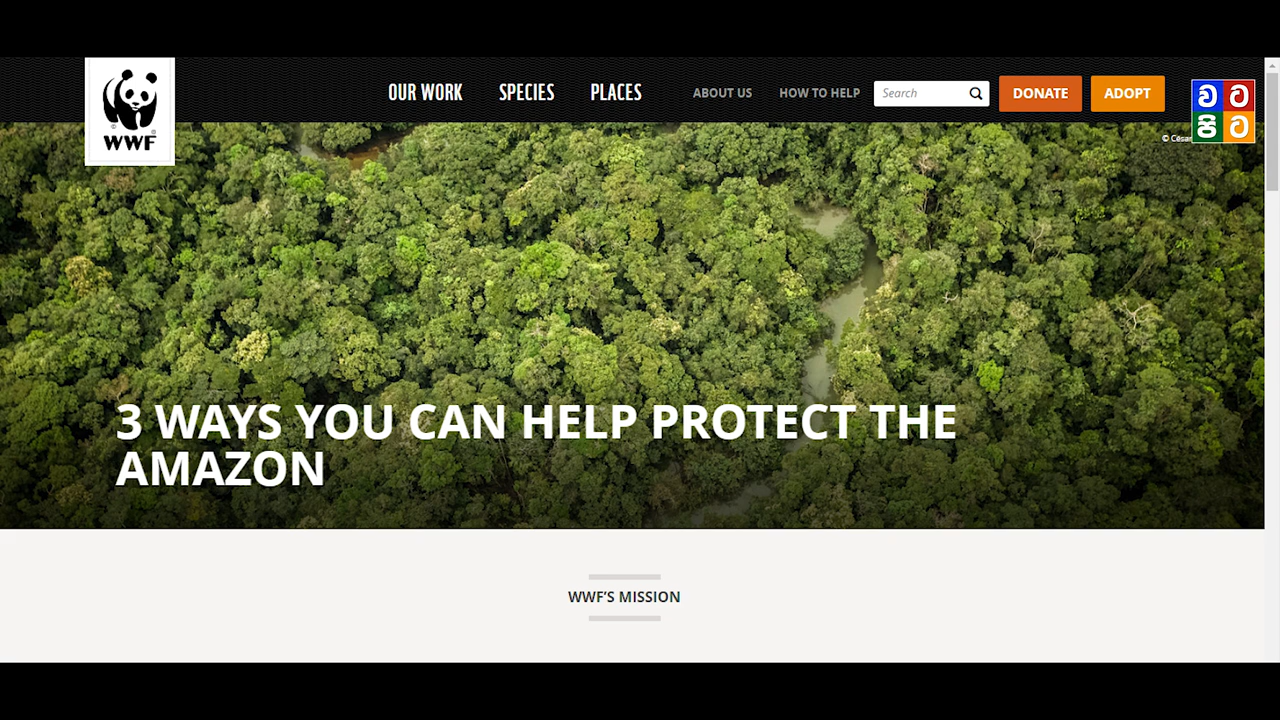 WWF
OUR WORK SPECIES PLACES ABOUT US HOW TO HELP Search DONATE ADOPT
3 WAYS YOU CAN HELP PROTECT THE
AMAZON
WWF'S MISSION